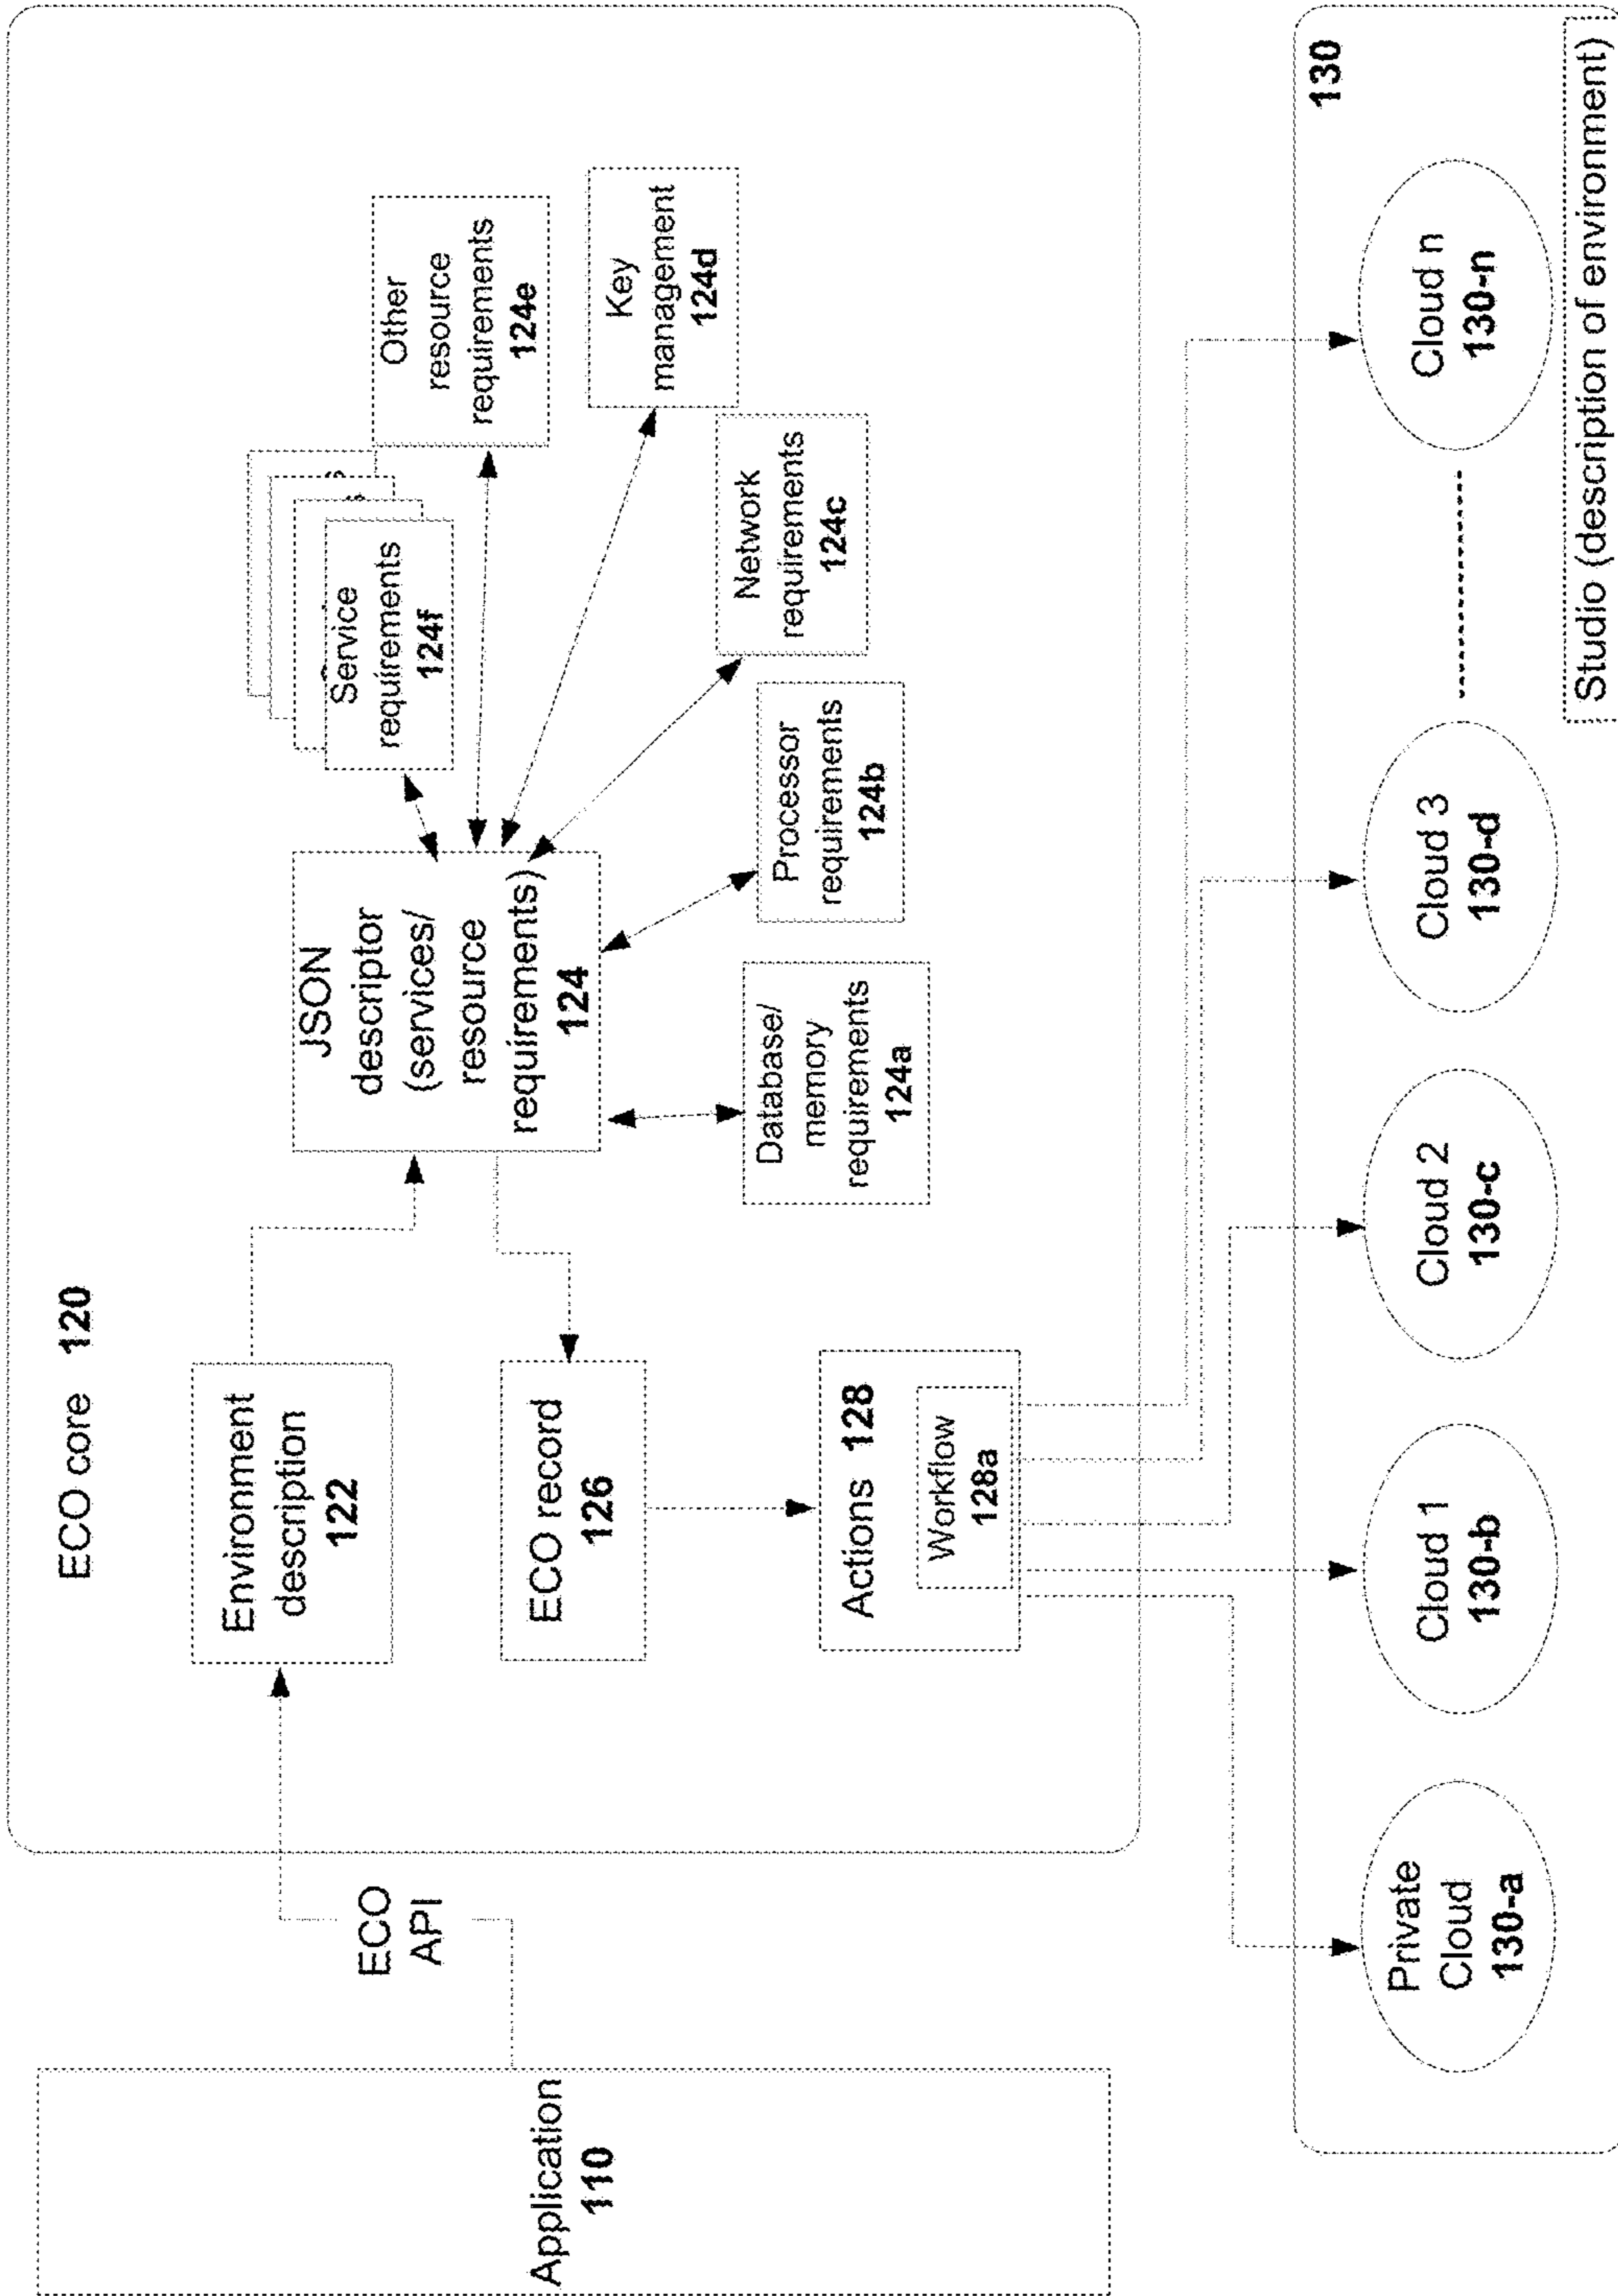 ECO core 120
Application
110
ECO
API
Environment
description
122
JSON
descriptor
(services/
resource
requirements)
124
Service
requirements
124f
Other
resource
requirements
124e
Key
management
124d
Network
requirements
124c
Processor
requirements
124b
Database/
memory
requirements
124a
ECO record
126
Actions 128
Workflow
128a
130
Private
Cloud
130-a
Cloud 1
130-b
Cloud 2
130-c
Cloud 3
130-d
Cloud n
130-n
Studio (description of environment)